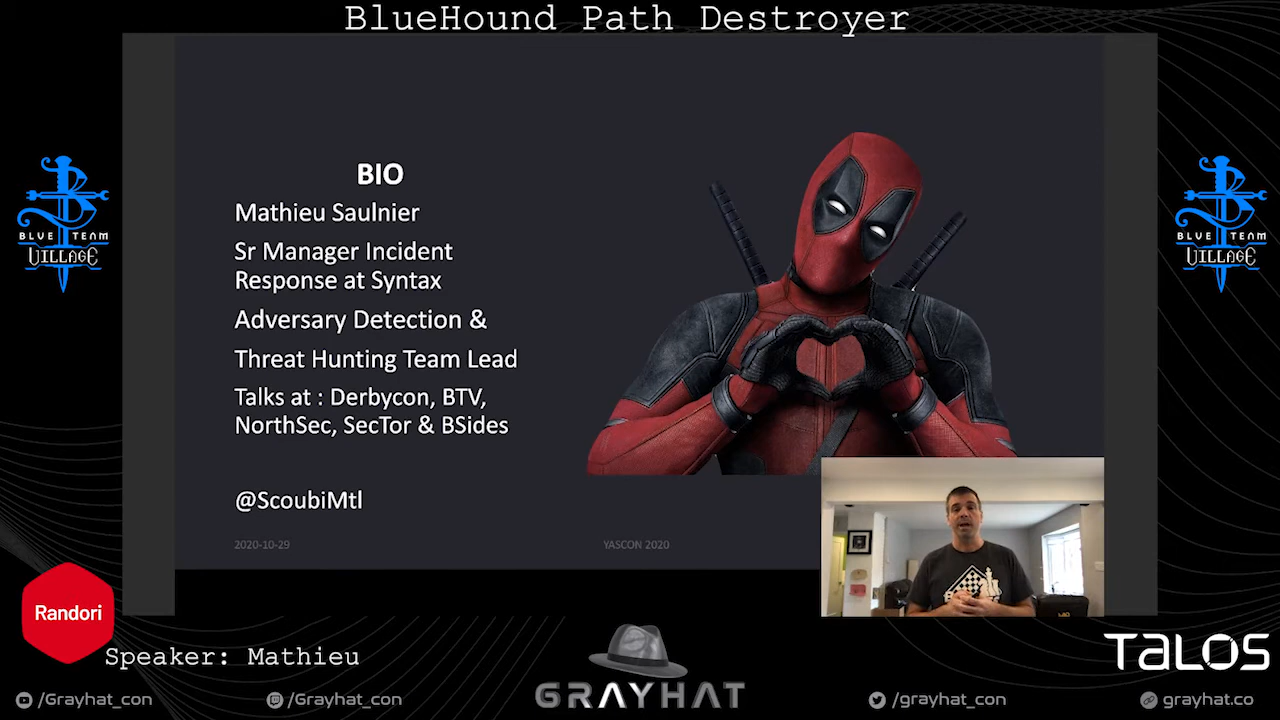 BlueHound Path Destroyer
BIO
Mathieu Saulnier
Sr Manager Incident
Response at Syntax
Adversary Detection &
Threat Hunting Team Lead
Talks at : Derbycon, BTV,
NorthSec, SecTor & BSides
@ScoubiMtl
2020-10-29
YASCON 2020
BLUE TEAM
VILLAGE
BLUE TEAM
VILLAGE
Randori
Speaker: Mathieu
GRAYHAT
TALOS
/Grayhat_con
/Grayhat_con
/grayhat_con
grayhat.co